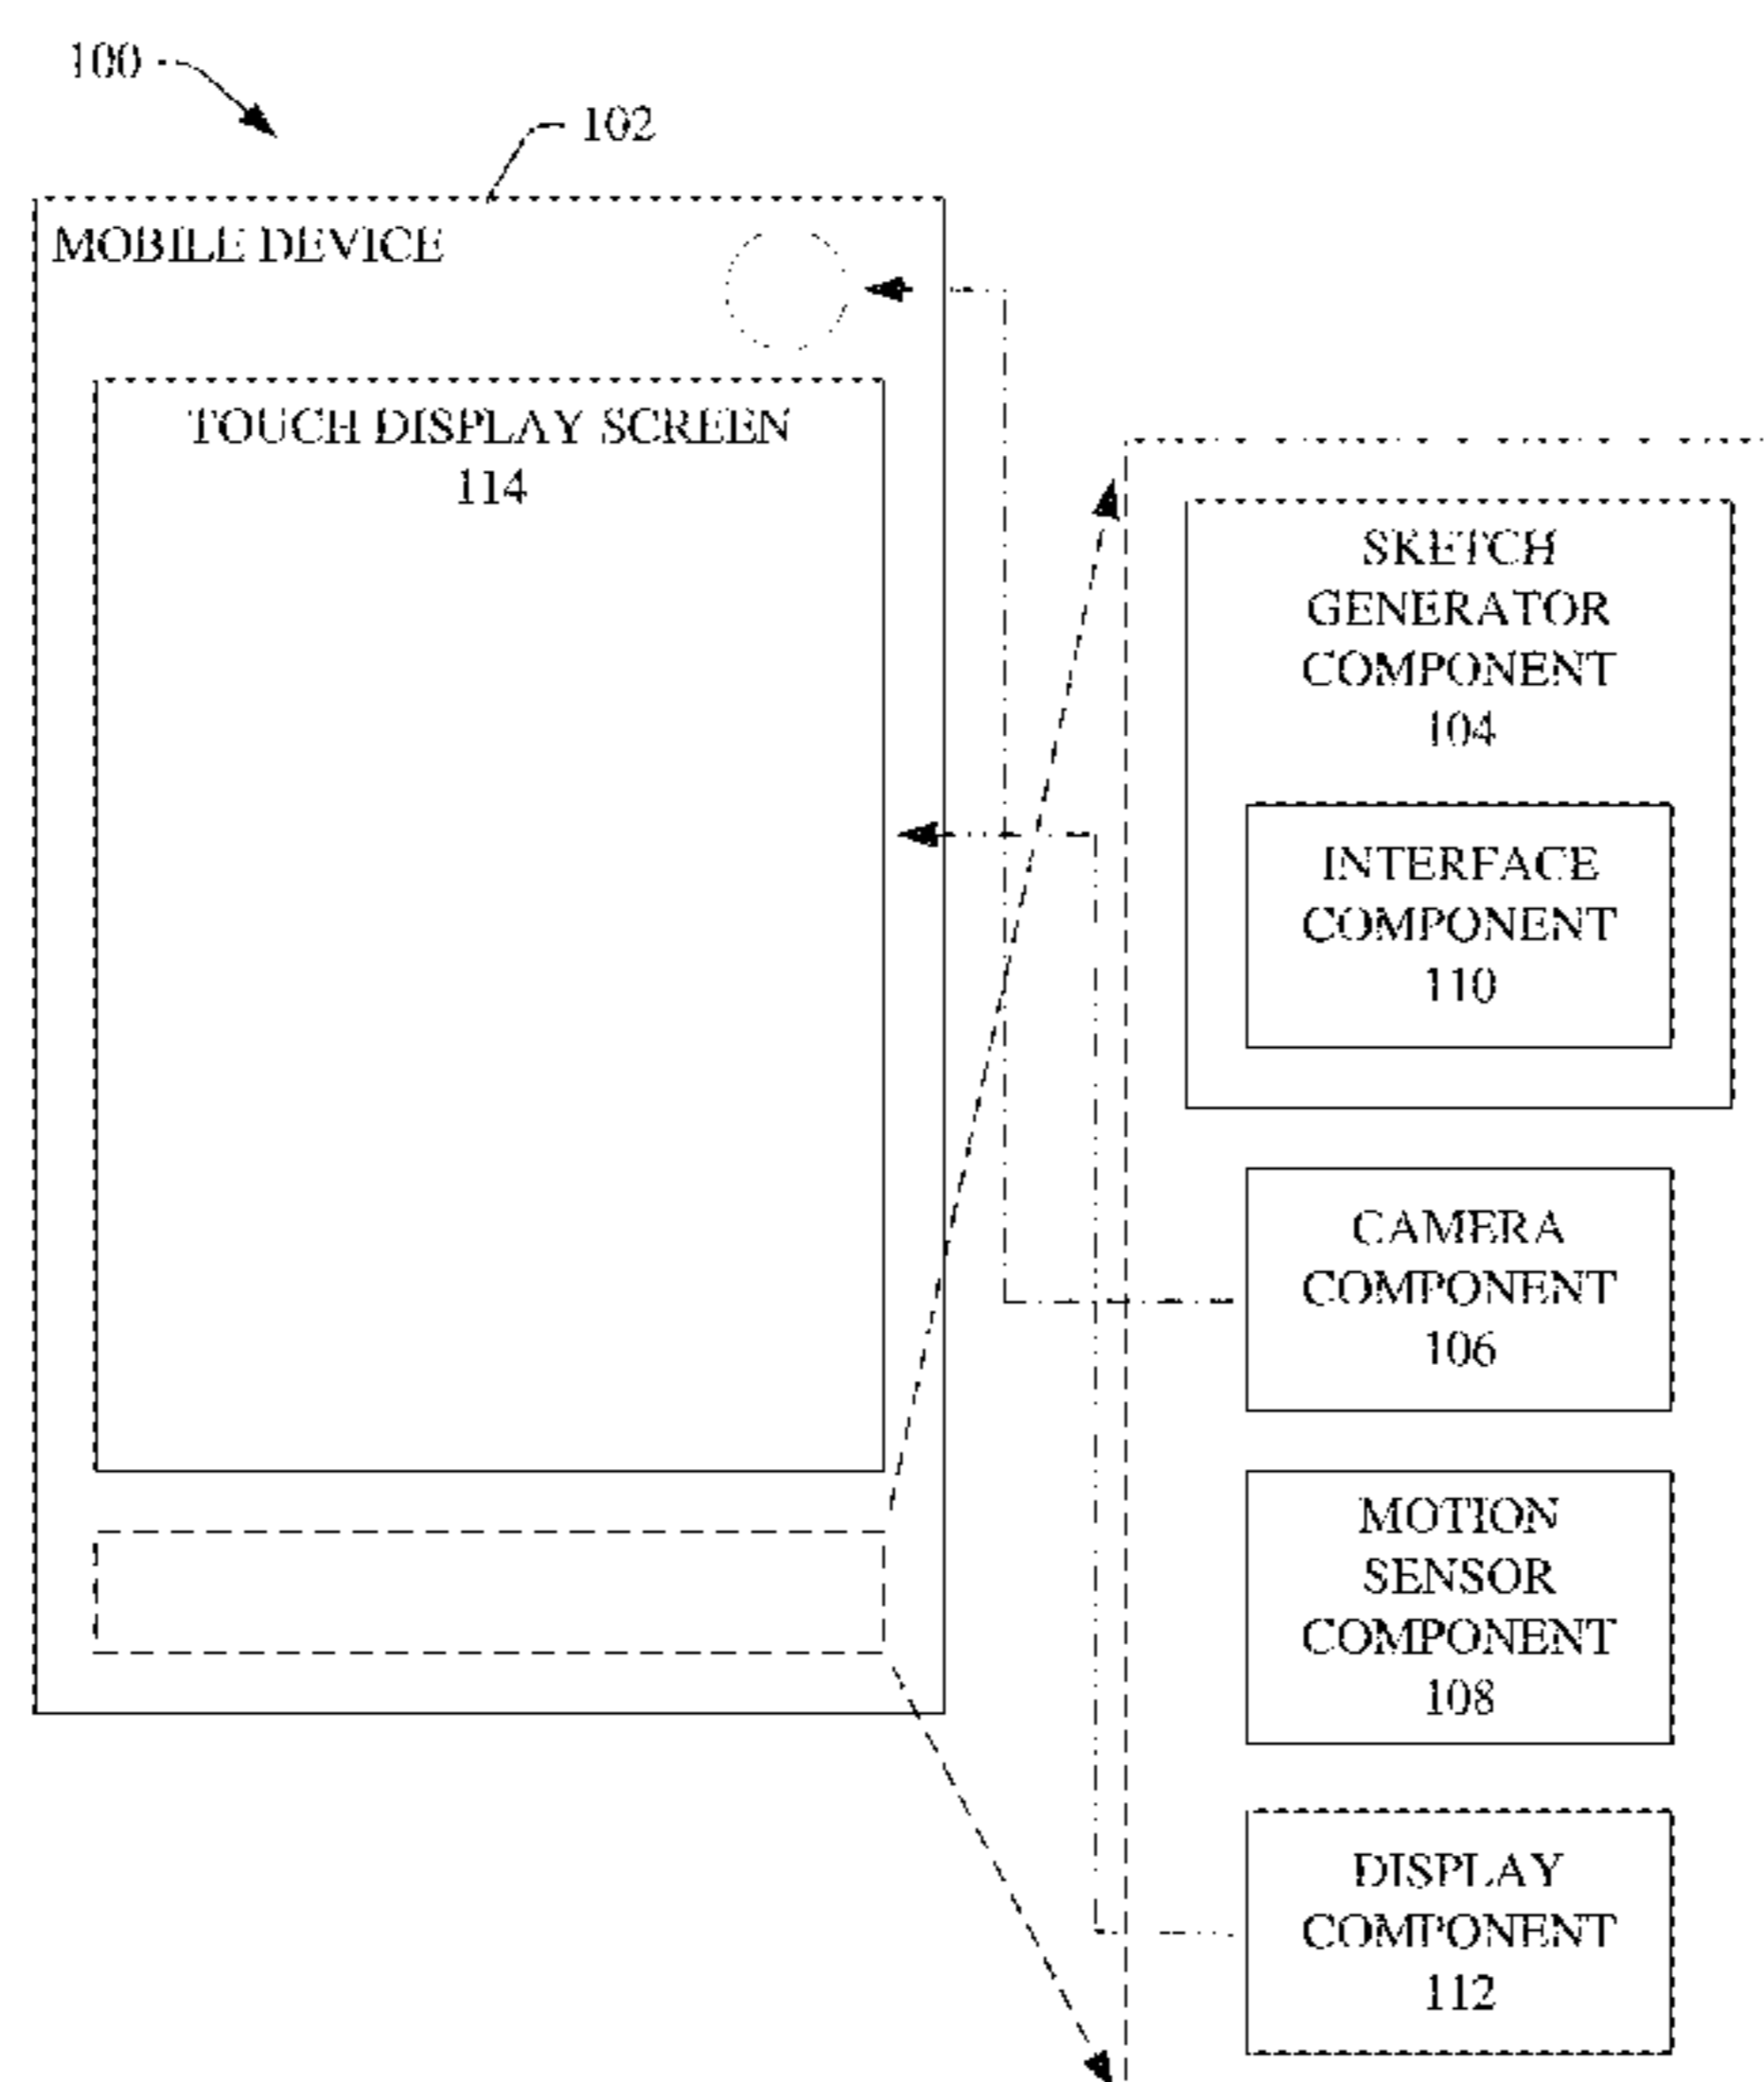 100
102
MOBILE DEVICE
TOUCH DISPLAY SCREEN
114
SKETCH
GENERATOR
COMPONENT
104
INTERFACE
COMPONENT
110
CAMERA
COMPONENT
106
MOTION
SENSOR
COMPONENT
108
DISPLAY
COMPONENT
112